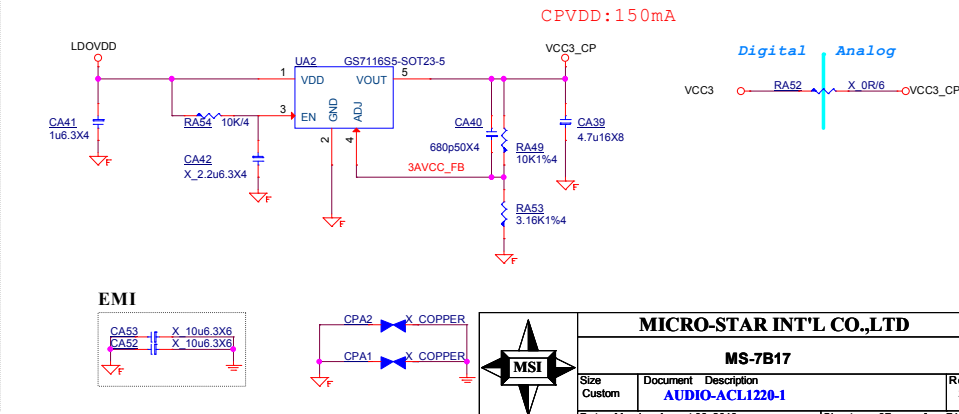 CPVDD:150mA
LDOVDD
UA2 GS7116S5-SOT23-5
VCC3_CP
1 VDD VOUT 5
3 EN GND ADJ
2 4
CA41
1u6.3X4
RA54 10K/4
CA42
X_2.2u6.3X4
CA40
680p50X4
RA49
10K1%4
CA39
4.7u16X8
3AVCC_FB
RA53
3.16K1%4
F
F
F
F
F
Digital Analog
VCC3 RA52 X_0R/6 VCC3_CP
EMI
CA53 X_10u6.3X6
CA52 X_10u6.3X6
F
CPA2 X_COPPER
CPA1 X_COPPER
F
MSI
MICRO-STAR INT'L CO.,LTD
MS-7B17
Size
Custom
Document Description
AUDIO-ACL1220-1